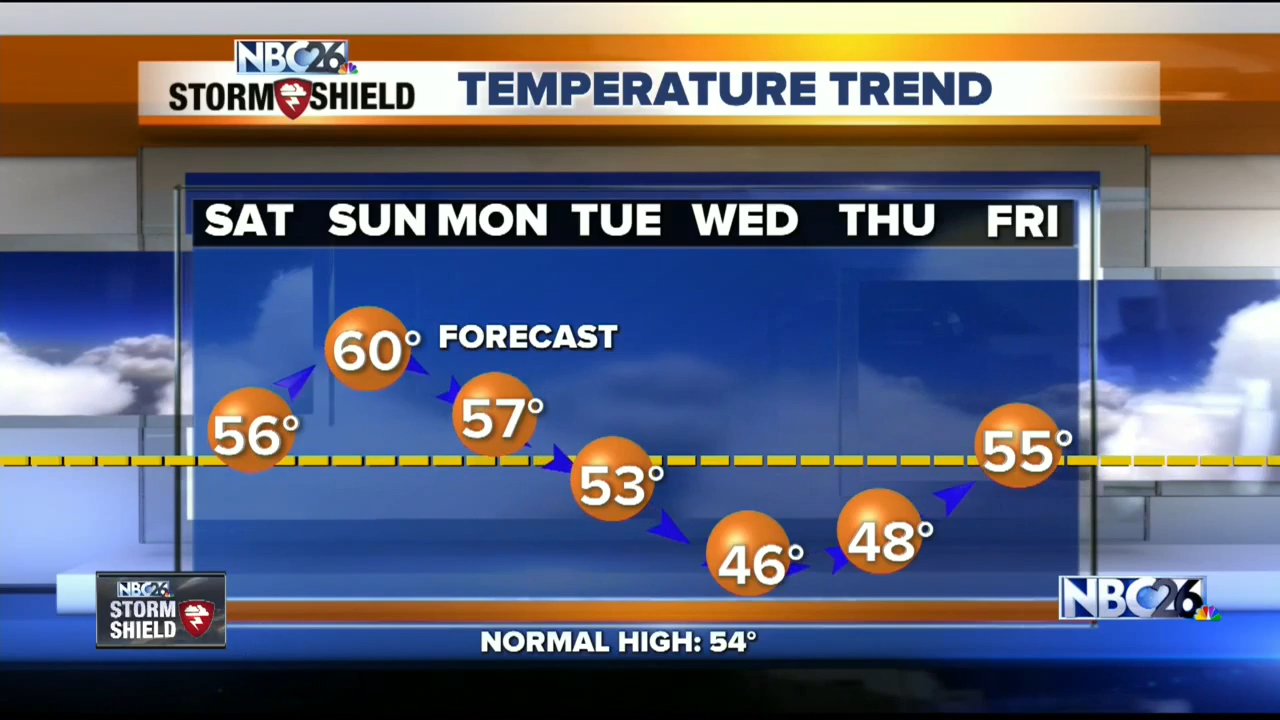 NBC26
STORM SHIELD
TEMPERATURE TREND
SAT SUN MON TUE WED THU FRI
60° FORECAST
56° 57°
53° 55°
46° 48°
NBC26
STORM
SHIELD
NBC26
NORMAL HIGH: 54°